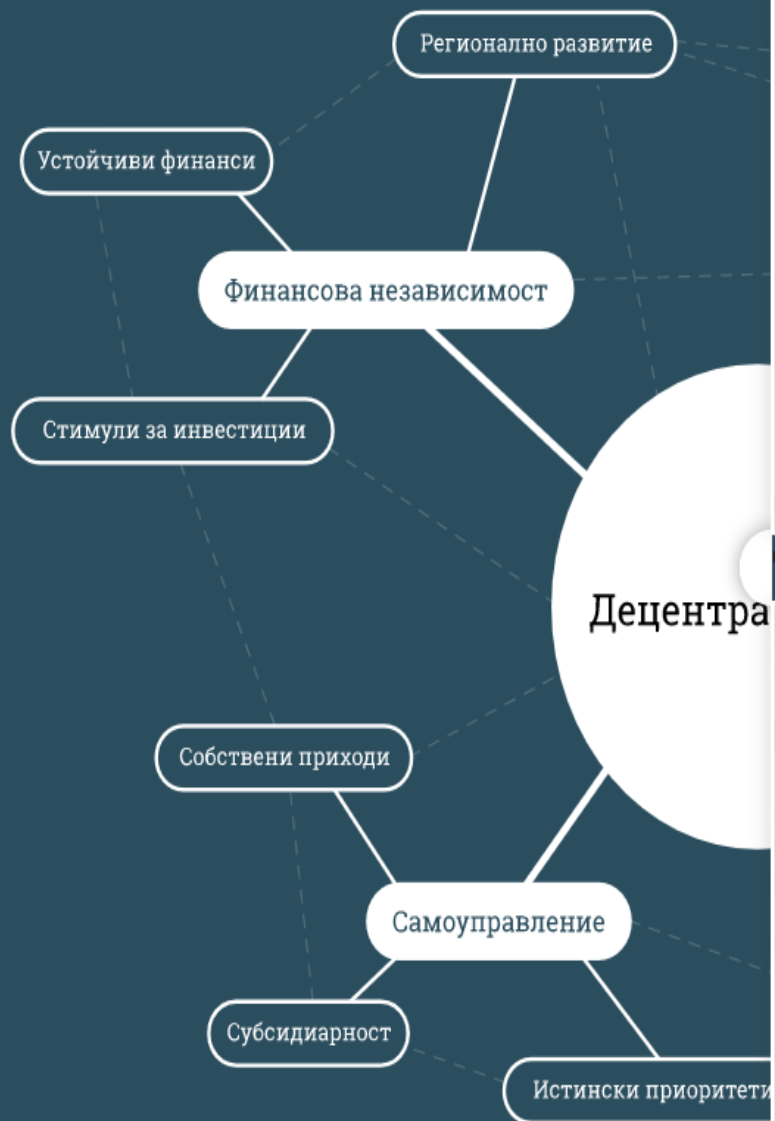 Регионално развитие
Устойчиви финанси
Финансова независимост
Стимули за инвестиции
Децентра
Собствени приходи
Самоуправление
Субсидиарност
Истински приоритети